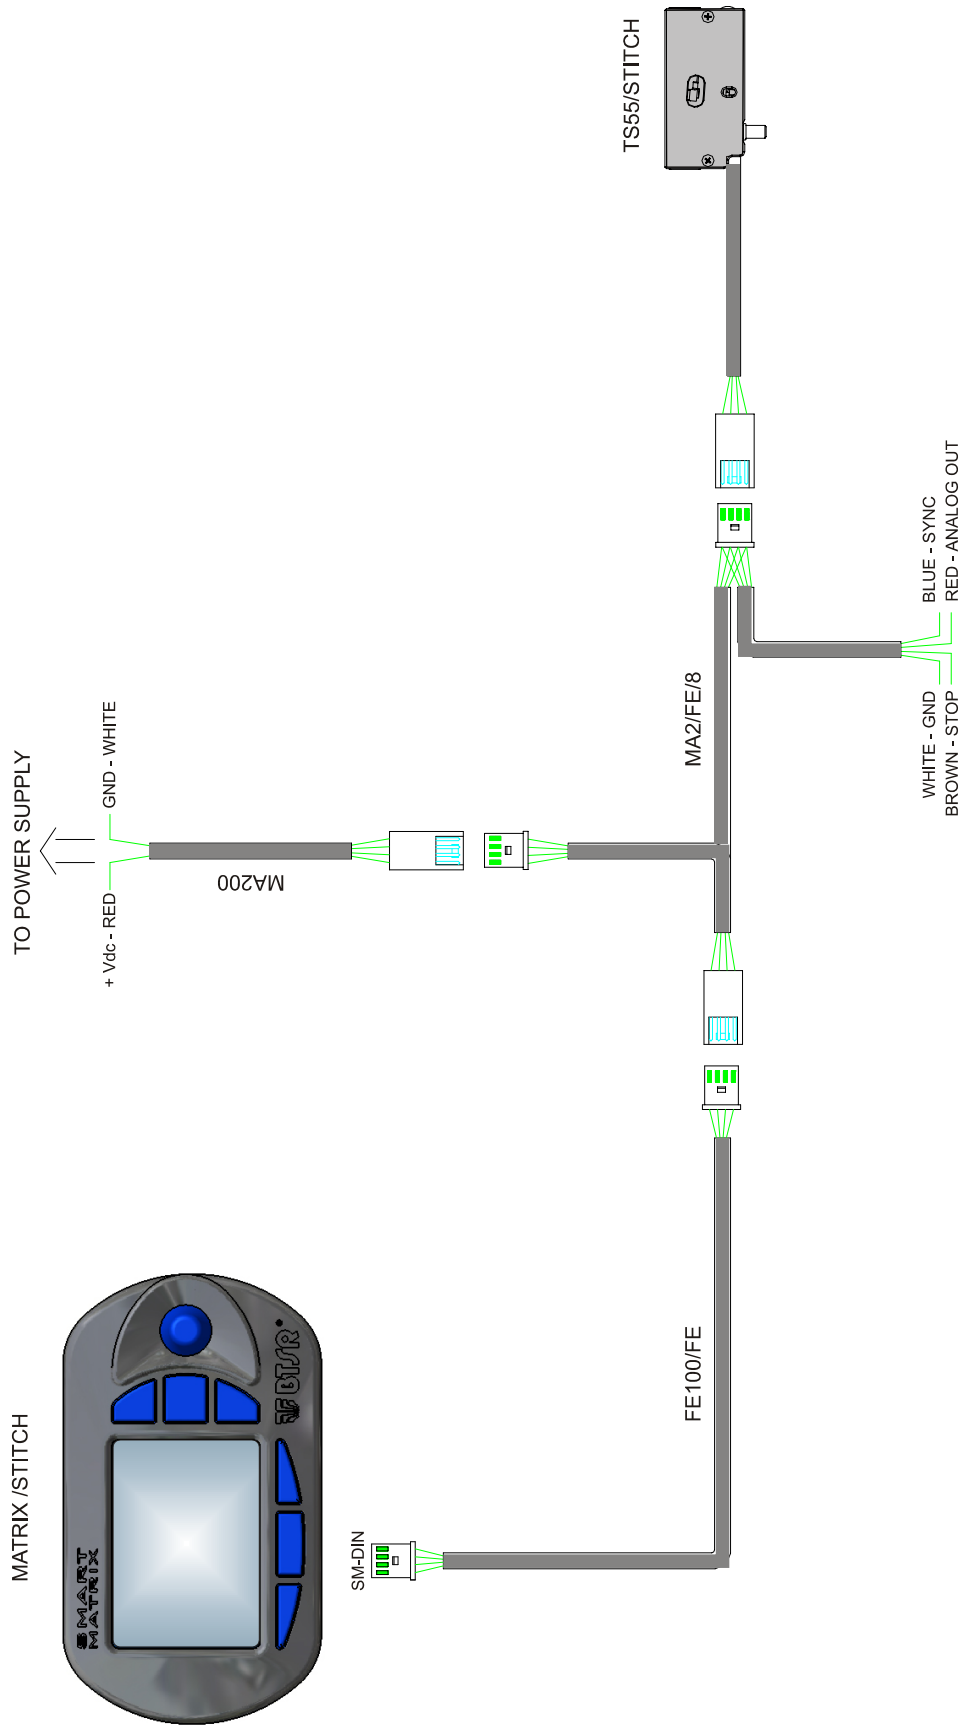 MATRIX /STITCH
SMART
MATRIX
BTSR
SM-DIN
FE100/FE
TO POWER SUPPLY
+ Vdc - RED
GND - WHITE
MA200
MA2/FE/8
WHITE - GND
BROWN - STOP
BLUE - SYNC
RED - ANALOG OUT
TS55/STITCH